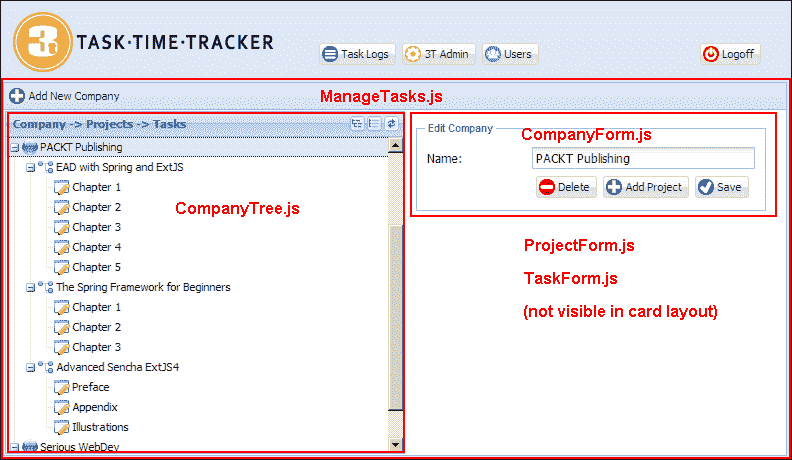 3t TASK·TIME·TRACKER
Task Logs 3T Admin Users Logoff
Add New Company ManageTasks.js
Company -> Projects -> Tasks
PACKT Publishing
EAD with Spring and ExtJS
Chapter 1
Chapter 2
Chapter 3
Chapter 4
Chapter 5
The Spring Framework for Beginners
Chapter 1
Chapter 2
Chapter 3
Advanced Sencha ExtJS4
Preface
Appendix
Illustrations
Serious WebDev
CompanyTree.js
Edit Company CompanyForm.js
Name: PACKT Publishing
Delete Add Project Save
ProjectForm.js
TaskForm.js
(not visible in card layout)